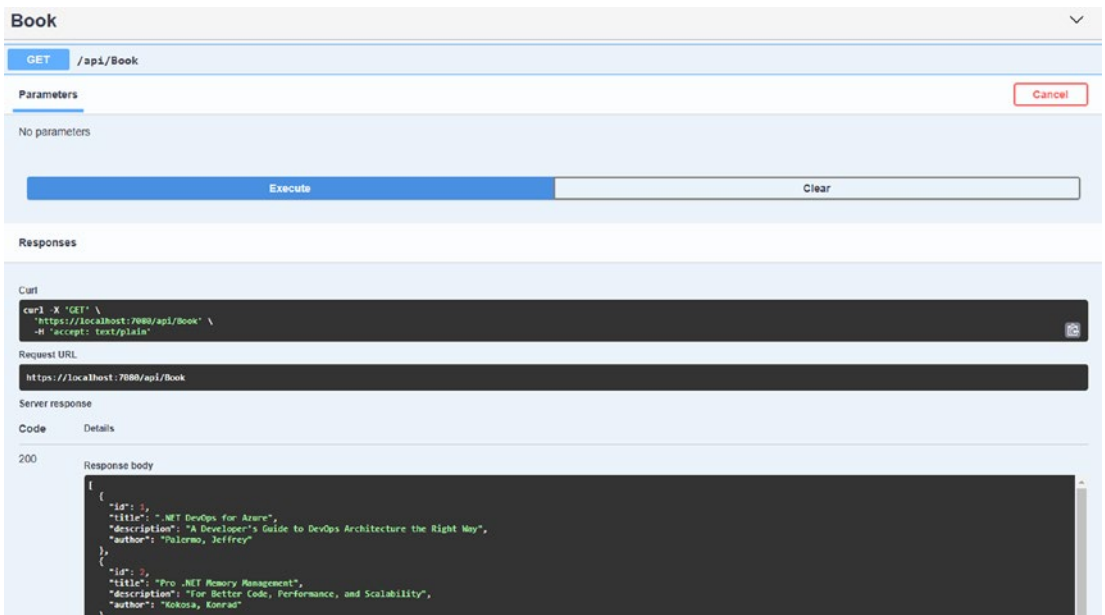 Book
GET /api/Book
Parameters
Cancel
No parameters
Execute
Clear
Responses
Curl
curl -X 'GET' \
'https://localhost:7080/api/Book' \
-H 'accept: text/plain'
Request URL
https://localhost:7080/api/Book
Server response
Code Details
200
Response body
[
{
"id": 1,
"title": ".NET DevOps for Azure",
"description": "A Developer's Guide to DevOps Architecture the Right Way",
"author": "Palermo, Jeffrey"
},
{
"id": 2,
"title": "Pro .NET Memory Management",
"description": "For Better Code, Performance, and Scalability",
"author": "Kokosa, Konrad"
}